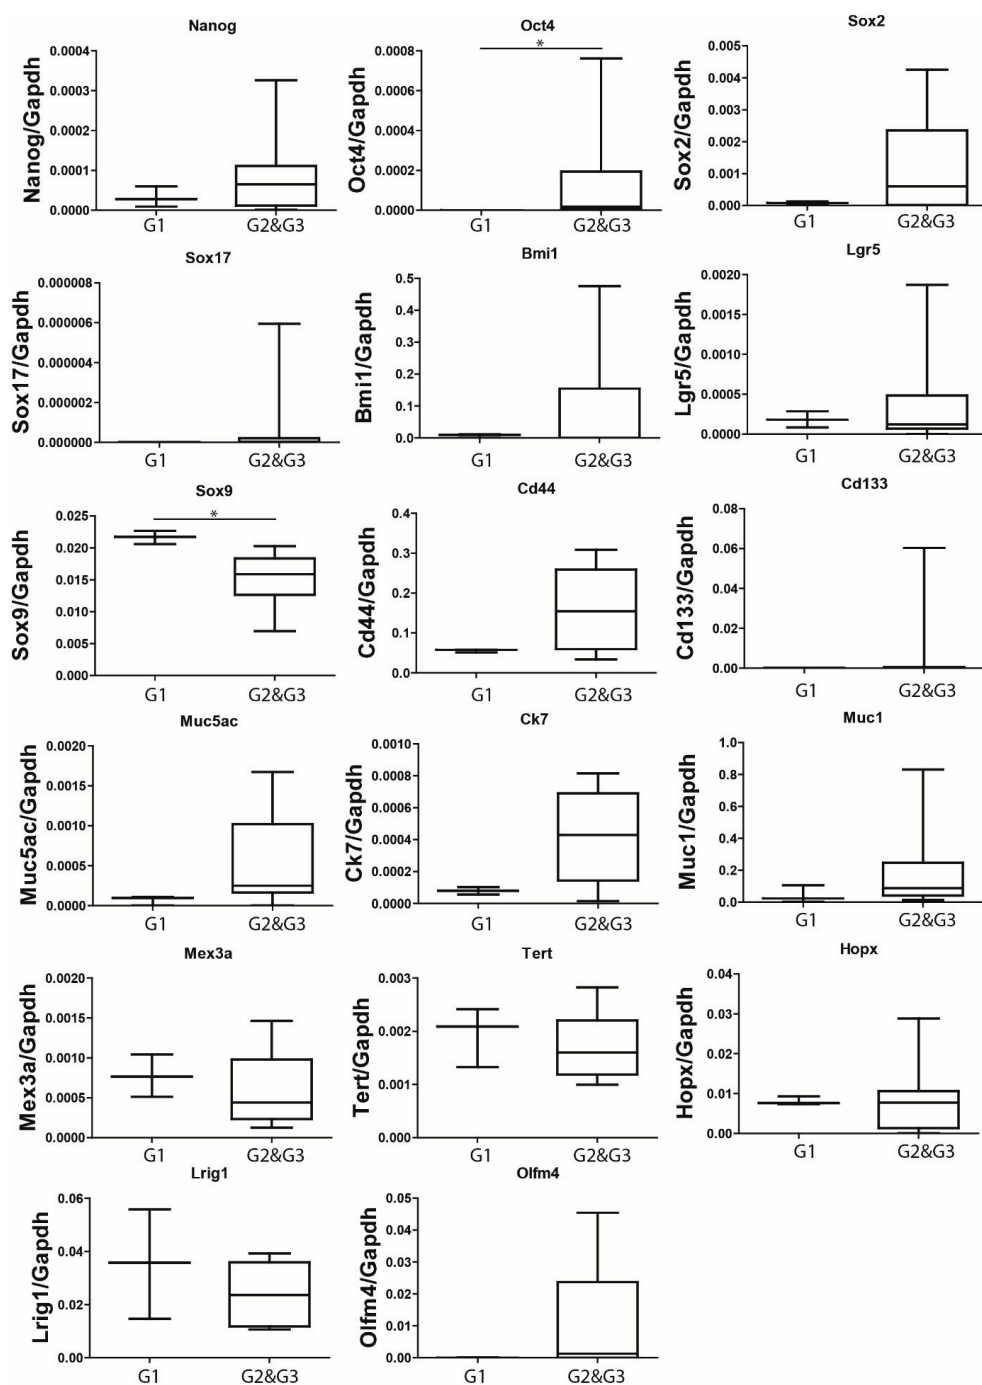 Nanog
Nanog/Gapdh
0.0004
0.0003
0.0002
0.0001
0.0000
G1 G2&G3
Oct4
*
Oct4/Gapdh
0.0008
0.0006
0.0004
0.0002
0.0000
G1 G2&G3
Sox2
Sox2/Gapdh
0.005
0.004
0.003
0.002
0.001
0.000
G1 G2&G3
Sox17
Sox17/Gapdh
0.000008
0.000006
0.000004
0.000002
0.000000
G1 G2&G3
Bmi1
Bmi1/Gapdh
0.5
0.4
0.3
0.2
0.1
0.0
G1 G2&G3
Lgr5
Lgr5/Gapdh
0.0020
0.0015
0.0010
0.0005
0.0000
G1 G2&G3
Sox9
*
Sox9/Gapdh
0.025
0.020
0.015
0.010
0.005
0.000
G1 G2&G3
Cd44
Cd44/Gapdh
0.4
0.3
0.2
0.1
0.0
G1 G2&G3
Cd133
Cd133/Gapdh
0.08
0.06
0.04
0.02
0.00
G1 G2&G3
Muc5ac
Muc5ac/Gapdh
0.0020
0.0015
0.0010
0.0005
0.0000
G1 G2&G3
Ck7
Ck7/Gapdh
0.0010
0.0008
0.0006
0.0004
0.0002
0.0000
G1 G2&G3
Muc1
Muc1/Gapdh
1.0
0.8
0.6
0.4
0.2
0.0
G1 G2&G3
Mex3a
Mex3a/Gapdh
0.0020
0.0015
0.0010
0.0005
0.0000
G1 G2&G3
Tert
Tert/Gapdh
0.003
0.002
0.001
0.000
G1 G2&G3
Hopx
Hopx/Gapdh
0.04
0.03
0.02
0.01
0.00
G1 G2&G3
Lrig1
Lrig1/Gapdh
0.06
0.04
0.02
0.00
G1 G2&G3
Olfm4
Olfm4/Gapdh
0.05
0.04
0.03
0.02
0.01
0.00
G1 G2&G3